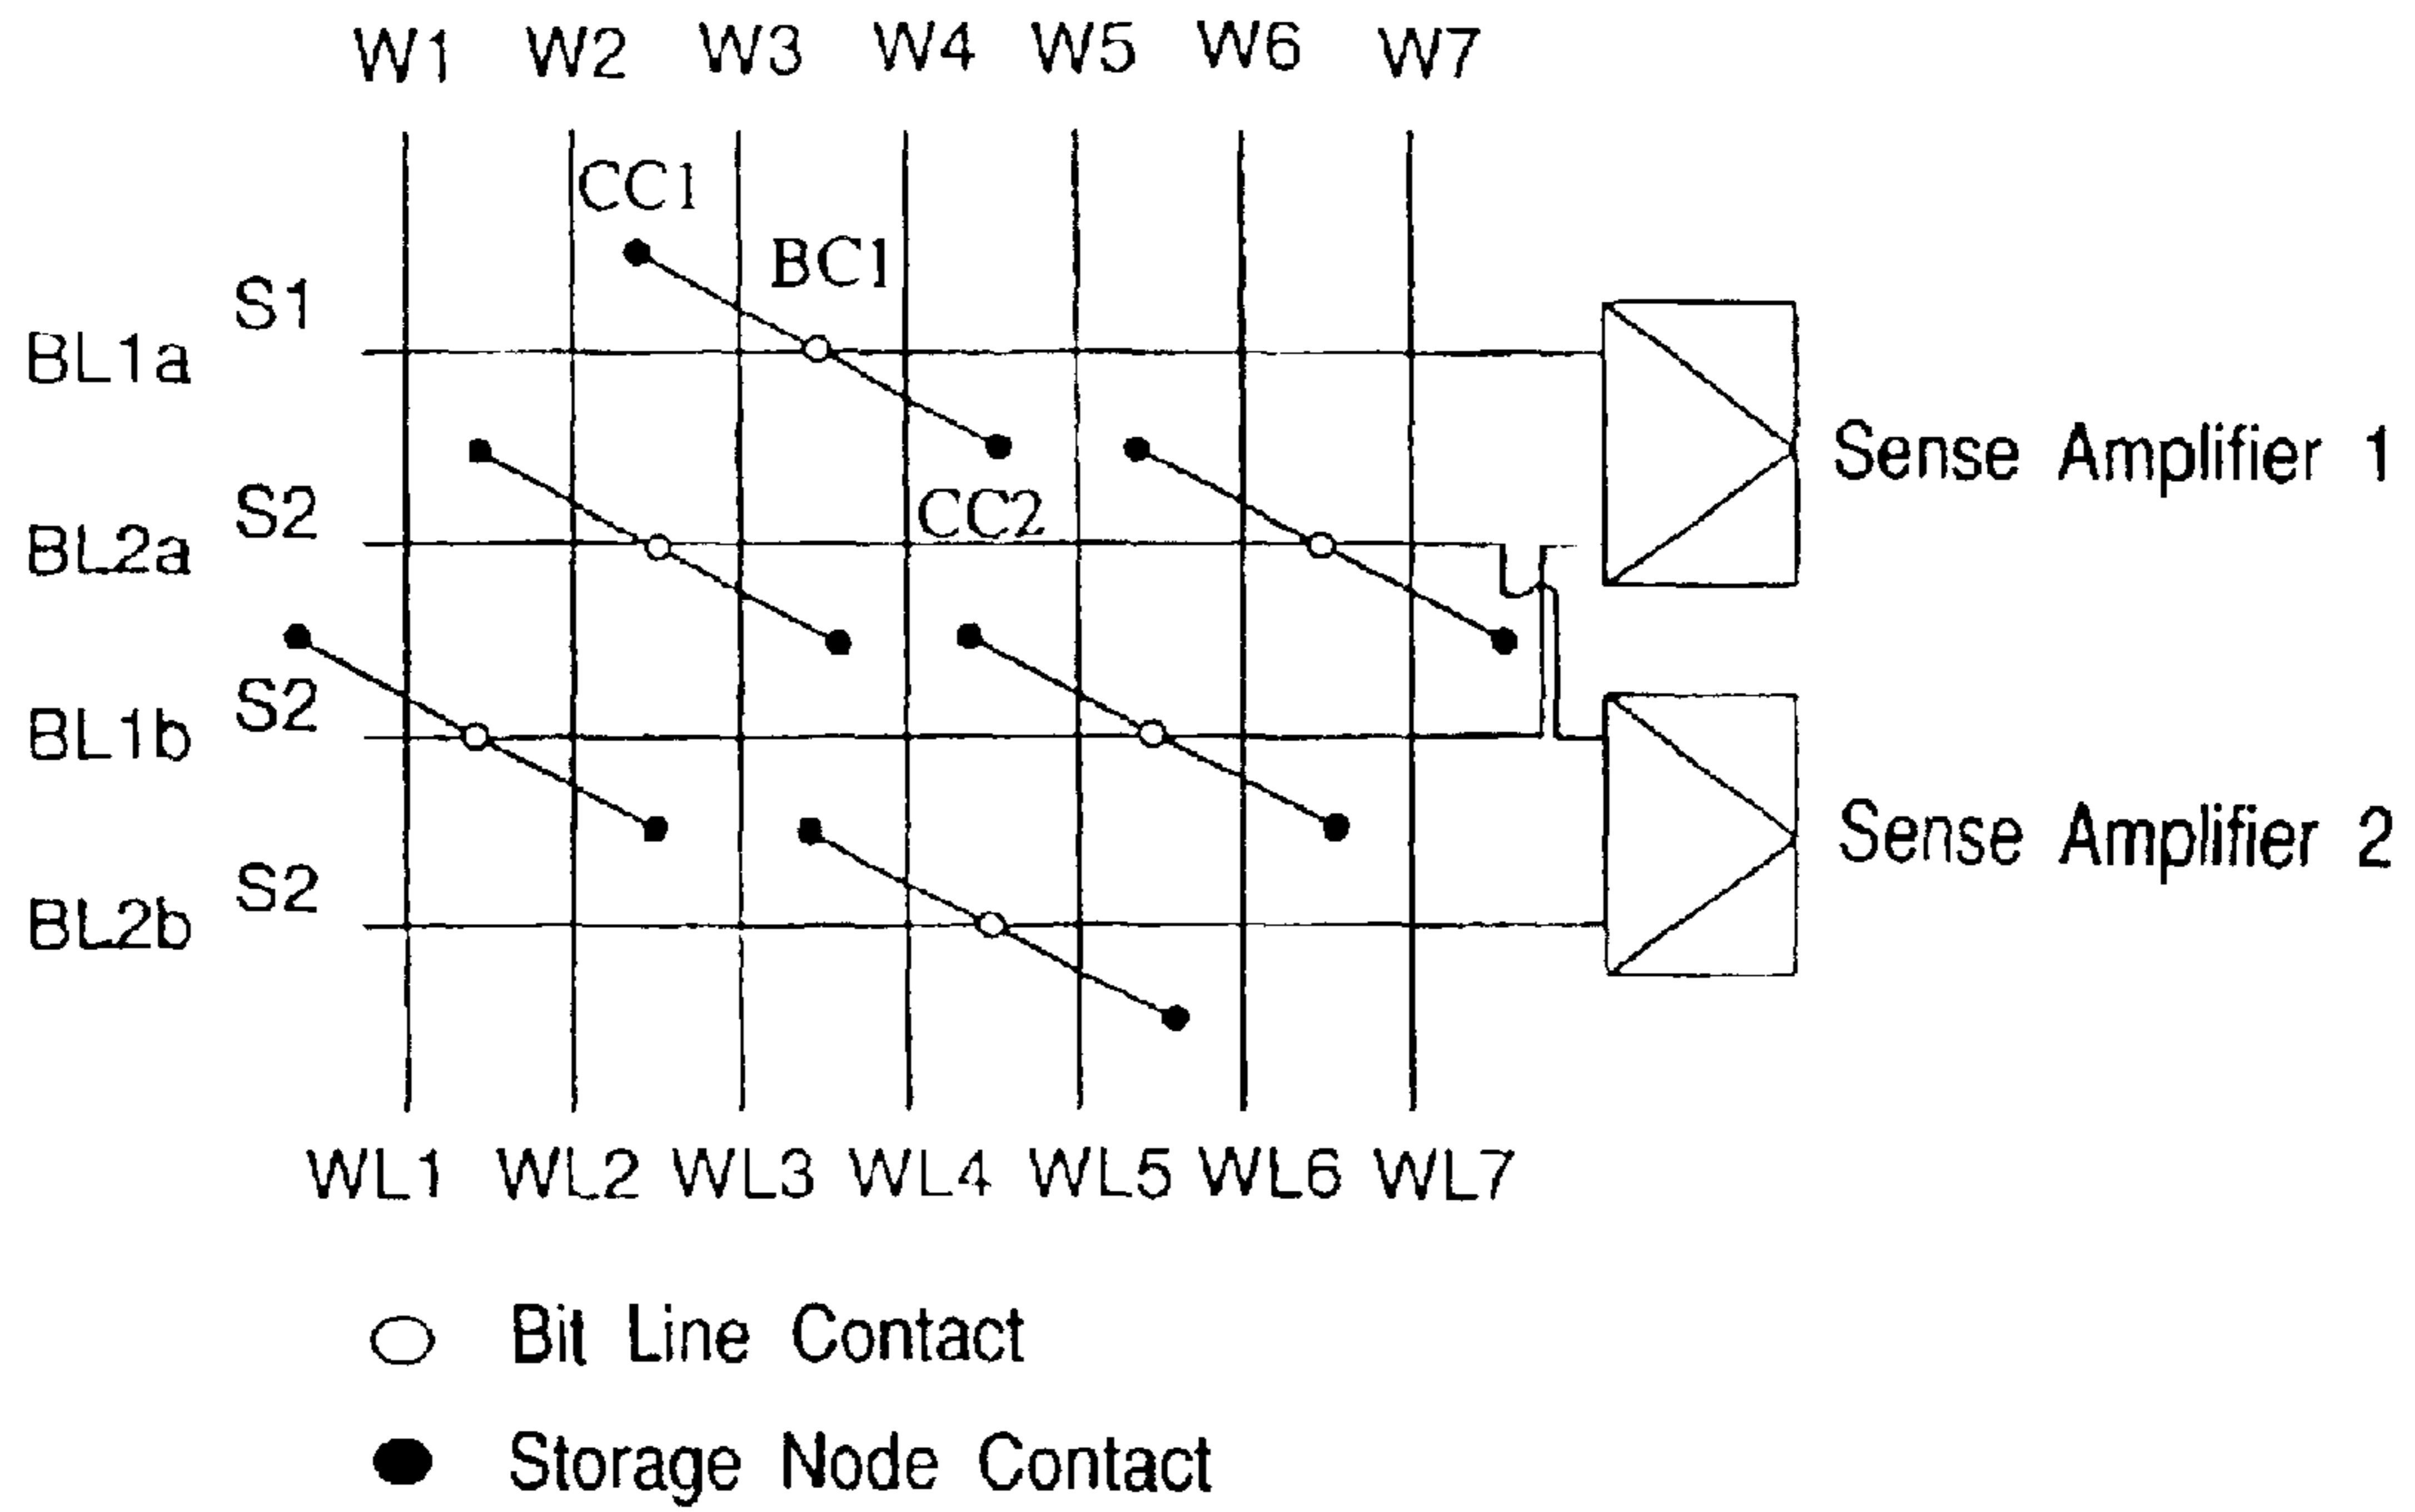 W1 W2 W3 W4 W5 W6 W7
CC1
BC1
S1
BL1a
Sense Amplifier 1
S2
CC2
BL2a
S2
BL1b
Sense Amplifier 2
S2
BL2b
WL1 WL2 WL3 WL4 WL5 WL6 WL7
Bit Line Contact
Storage Node Contact